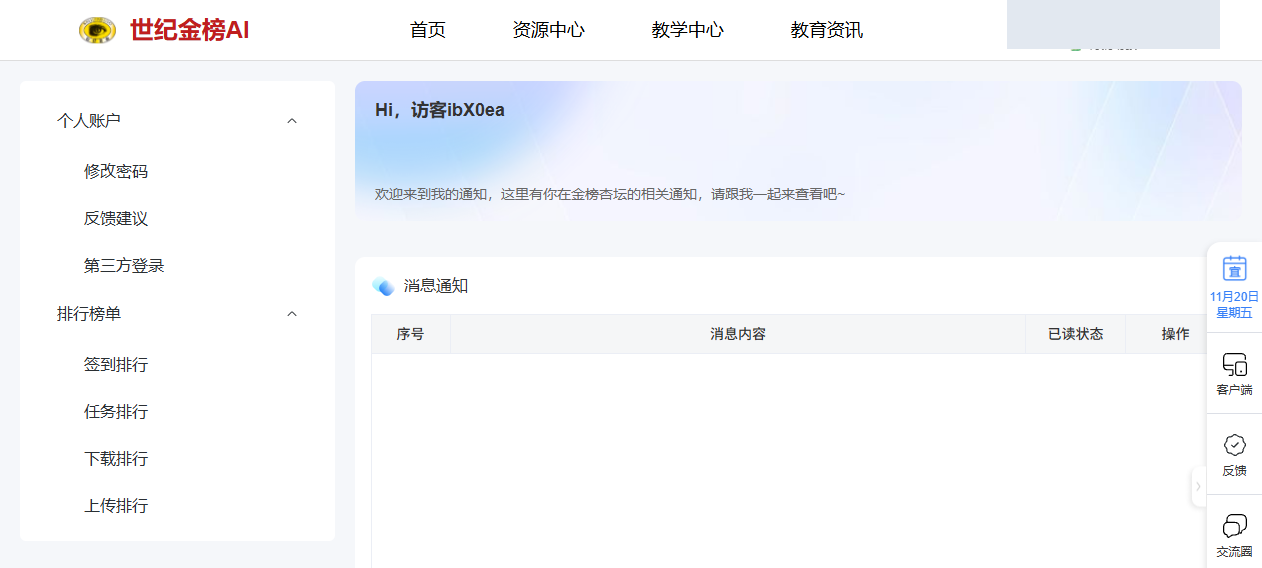 世纪金榜AI
首页 资源中心 教学中心 教育资讯
个人账户
修改密码
反馈建议
第三方登录
排行榜单
签到排行
任务排行
下载排行
上传排行
Hi，访客ibX0ea
欢迎来到我的通知，这里有你在金榜杏坛的相关通知，请跟我一起来查看吧~
消息通知
序号 消息内容 已读状态 操作
宜
11月20日
星期五
客户端
反馈
交流圈